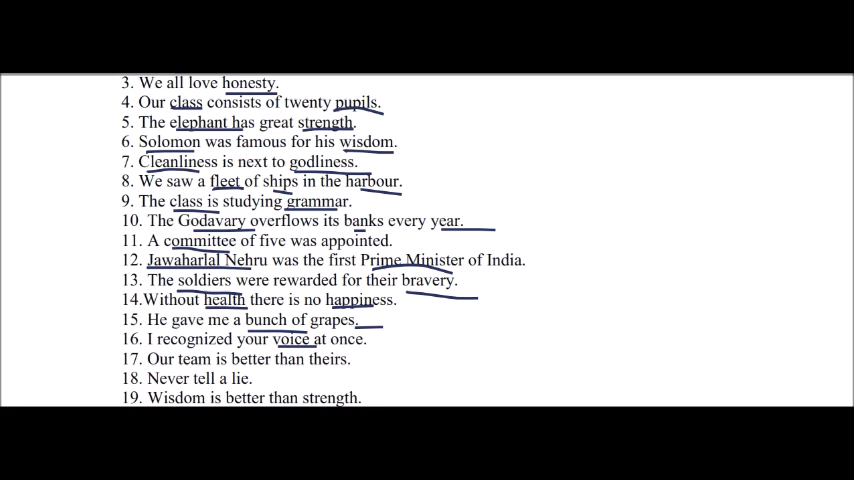 3. We all love honesty.
4. Our class consists of twenty pupils.
5. The elephant has great strength.
6. Solomon was famous for his wisdom.
7. Cleanliness is next to godliness.
8. We saw a fleet of ships in the harbour.
9. The class is studying grammar.
10. The Godavary overflows its banks every year.
11. A committee of five was appointed.
12. Jawaharlal Nehru was the first Prime Minister of India.
13. The soldiers were rewarded for their bravery.
14.Without health there is no happiness.
15. He gave me a bunch of grapes.
16. I recognized your voice at once.
17. Our team is better than theirs.
18. Never tell a lie.
19. Wisdom is better than strength.